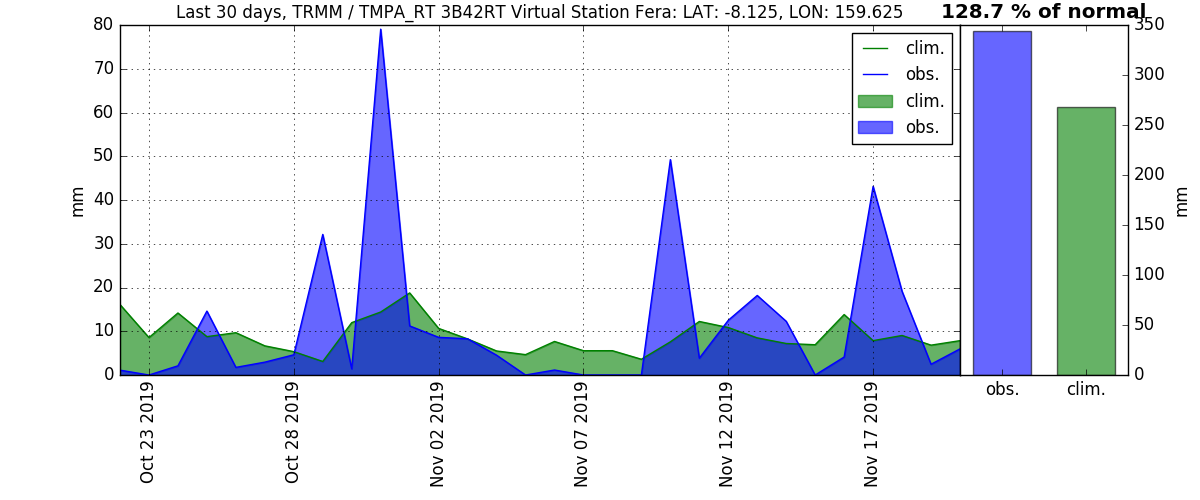 Last 30 days, TRMM / TMPA_RT 3B42RT Virtual Station Fera: LAT: -8.125, LON: 159.625
128.7 % of normal
80
70
60
50
40
30
20
10
0
mm
clim.
obs.
clim.
obs.
350
300
250
200
150
100
50
0
mm
Oct 23 2019
Oct 28 2019
Nov 02 2019
Nov 07 2019
Nov 12 2019
Nov 17 2019
obs.
clim.